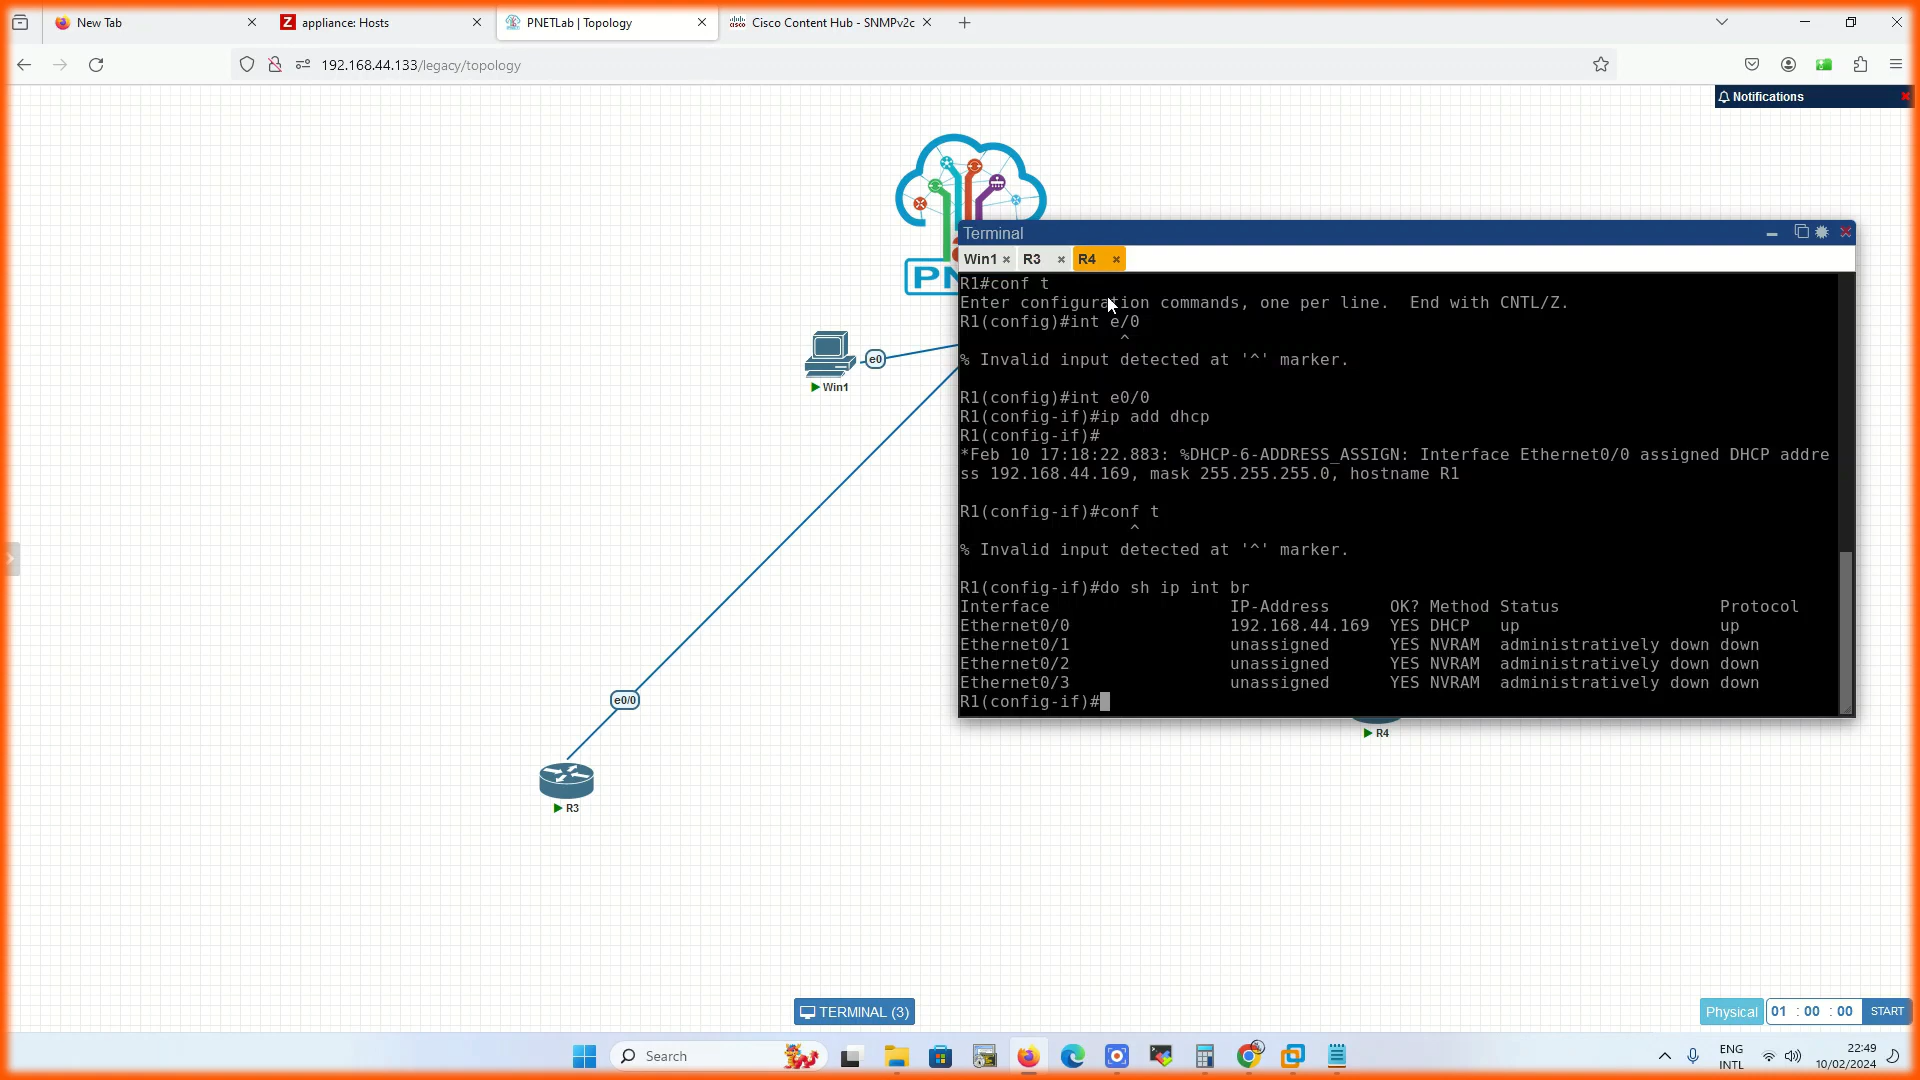 New Tab
Z appliance: Hosts
PNETLab | Topology
Cisco Content Hub - SNMPv2c
192.168.44.133/legacy/topology
Notifications
PN
Terminal
Win1 × R3 × R4 ×
R1#conf t
Enter configuration commands, one per line.  End with CNTL/Z.
R1(config)#int e/0
^
% Invalid input detected at '^' marker.
R1(config)#int e0/0
R1(config-if)#ip add dhcp
R1(config-if)#
*Feb 10 17:18:22.883: %DHCP-6-ADDRESS_ASSIGN: Interface Ethernet0/0 assigned DHCP addre
ss 192.168.44.169, mask 255.255.255.0, hostname R1
R1(config-if)#conf t
^
% Invalid input detected at '^' marker.
R1(config-if)#do sh ip int br
Interface IP-Address OK? Method Status Protocol
Ethernet0/0 192.168.44.169 YES DHCP up up
Ethernet0/1 unassigned YES NVRAM administratively down down
Ethernet0/2 unassigned YES NVRAM administratively down down
Ethernet0/3 unassigned YES NVRAM administratively down down
R1(config-if)#
e0
Win1
e0/0
R4
R3
TERMINAL (3)
Physical 01 : 00 : 00 START
Search
ENG
INTL
22:49
10/02/2024